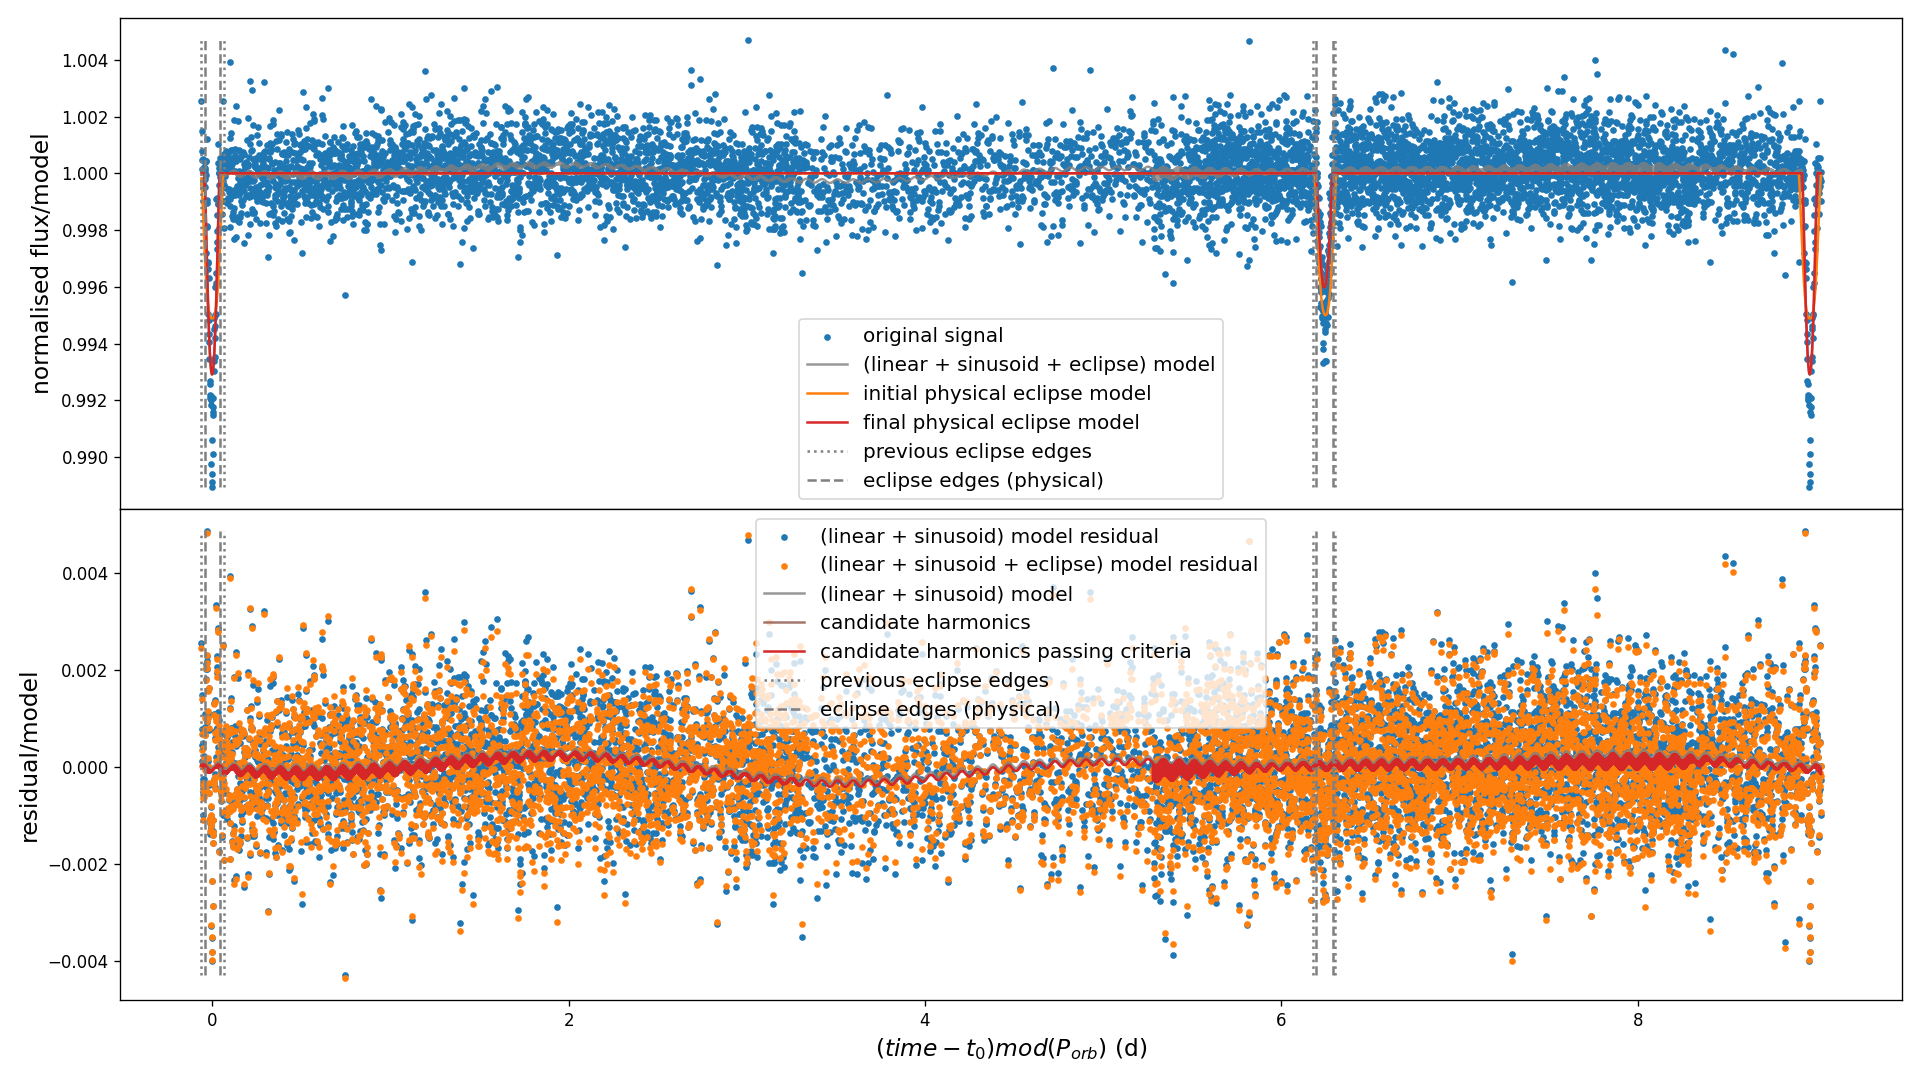 normalised flux/model
1.004
1.002
1.000
0.998
0.996
0.994
0.992
0.990
original signal
(linear + sinusoid + eclipse) model
initial physical eclipse model
final physical eclipse model
previous eclipse edges
eclipse edges (physical)
residual/model
0.004
0.002
0.000
−0.002
−0.004
(linear + sinusoid) model residual
(linear + sinusoid + eclipse) model residual
(linear + sinusoid) model
candidate harmonics
candidate harmonics passing criteria
previous eclipse edges
eclipse edges (physical)
0 2 4 6 8
(time − t₀)mod(Pₒᵣb) (d)